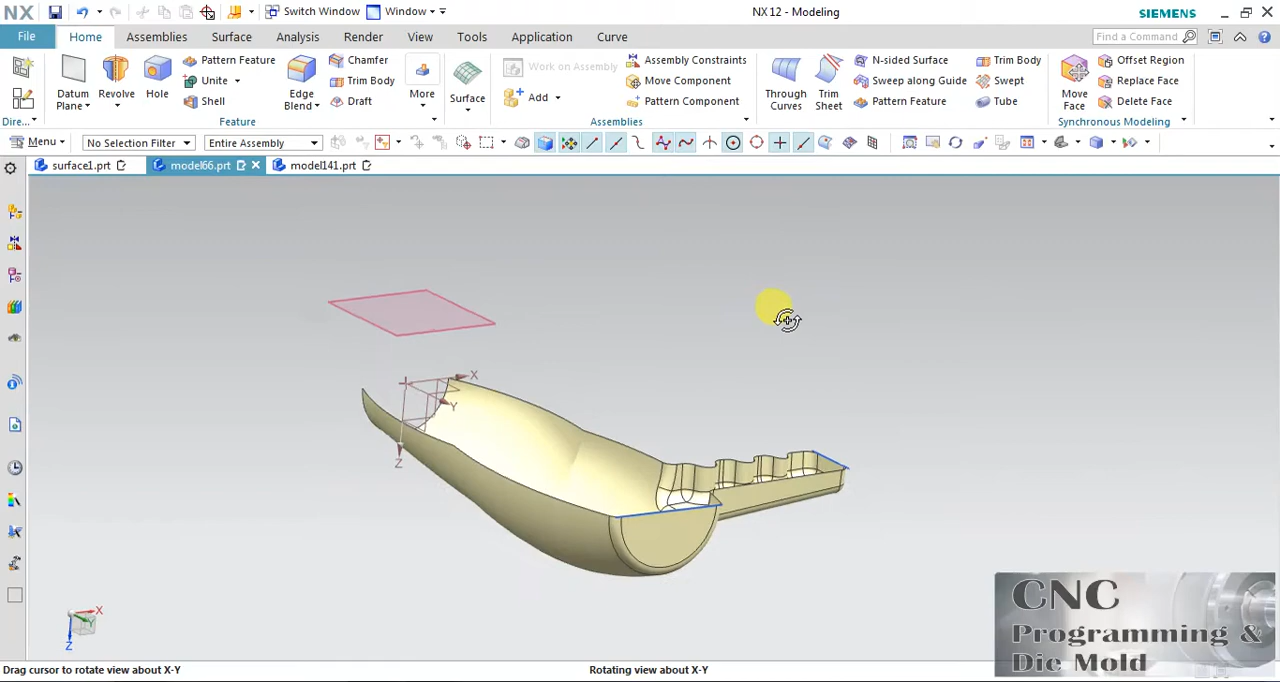 NX
Switch Window
Window
NX 12 - Modeling
SIEMENS
File
Home
Assemblies
Surface
Analysis
Render
View
Tools
Application
Curve
Find a Command
Datum Plane
Revolve
Hole
Pattern Feature
Unite
Shell
Edge Blend
Chamfer
Trim Body
Draft
More
Surface
Work on Assembly
Add
Assembly Constraints
Move Component
Pattern Component
Through Curves
Trim Sheet
N-sided Surface
Sweep along Guide
Pattern Feature
Trim Body
Swept
Tube
Move Face
Offset Region
Replace Face
Delete Face
Dire...
Feature
Assemblies
Synchronous Modeling
Menu
No Selection Filter
Entire Assembly
surface1.prt
model66.prt
model141.prt
X
Y
Z
X
Y
Z
CNC
Programming &
Die Mold
Drag cursor to rotate view about X-Y
Rotating view about X-Y